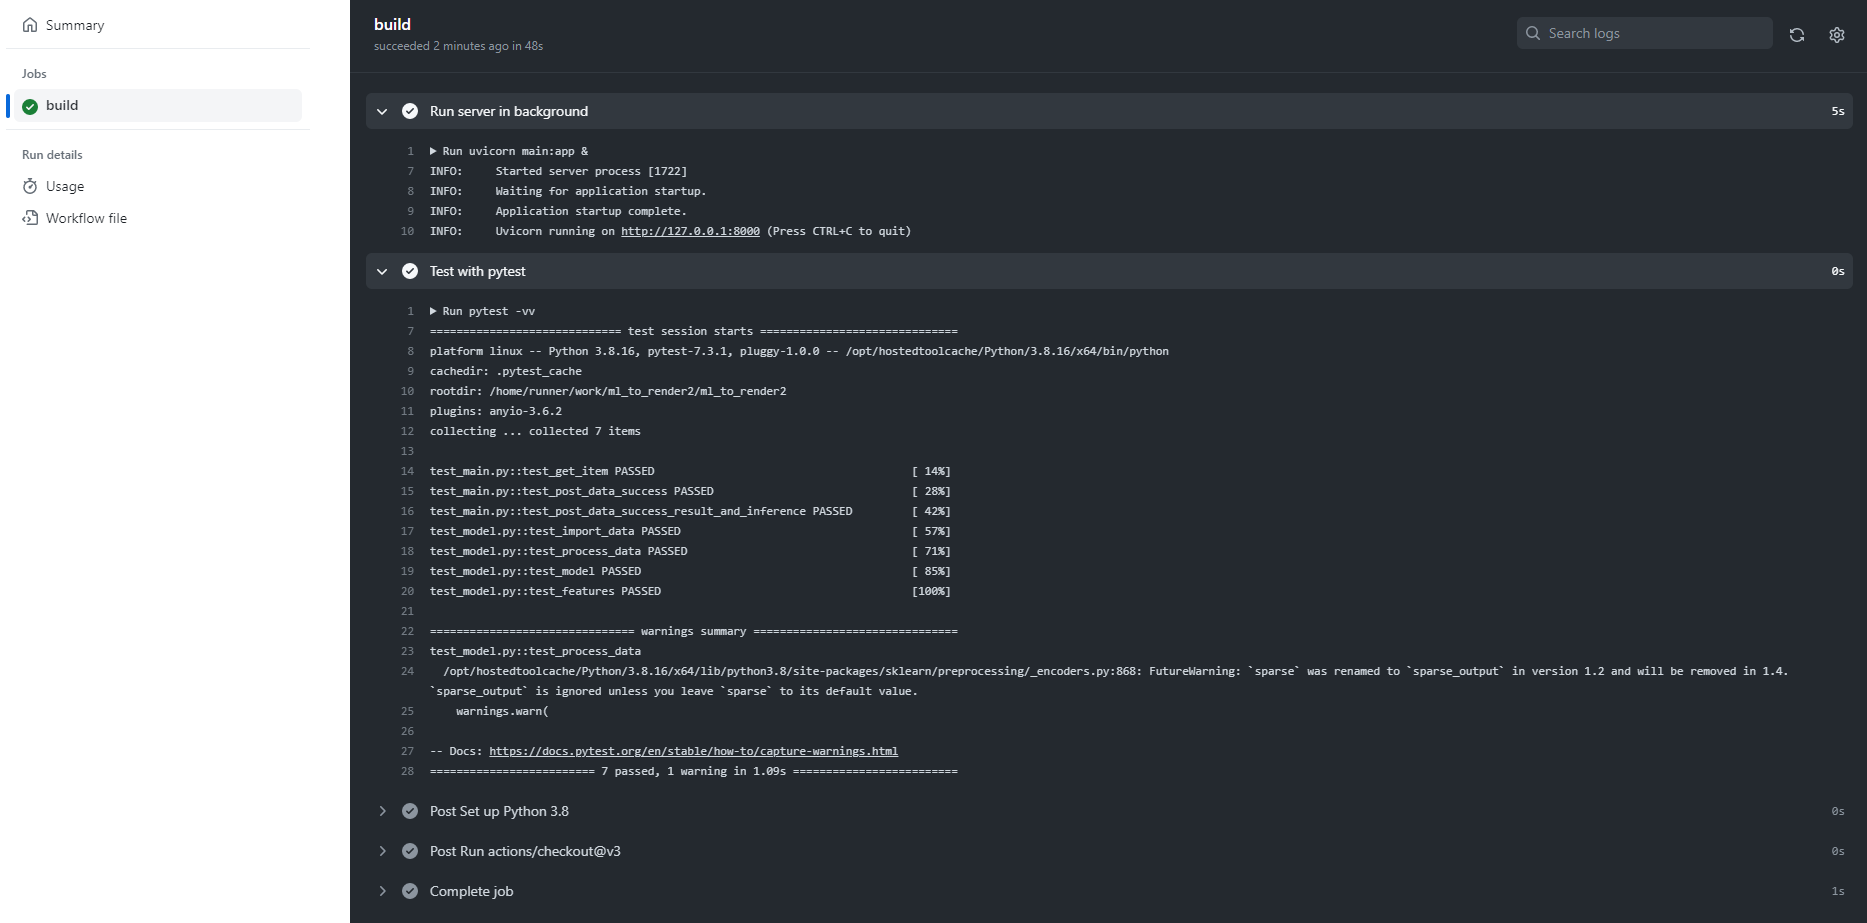 Summary
Jobs
build
Run details
Usage
Workflow file
build
succeeded 2 minutes ago in 48s
Search logs
Run server in background 5s
1 Run uvicorn main:app &
7 INFO:     Started server process [1722]
8 INFO:     Waiting for application startup.
9 INFO:     Application startup complete.
10 INFO:     Uvicorn running on http://127.0.0.1:8000 (Press CTRL+C to quit)
Test with pytest 0s
1 Run pytest -vv
7 ============================= test session starts ==============================
8 platform linux -- Python 3.8.16, pytest-7.3.1, pluggy-1.0.0 -- /opt/hostedtoolcache/Python/3.8.16/x64/bin/python
9 cachedir: .pytest_cache
10 rootdir: /home/runner/work/ml_to_render2/ml_to_render2
11 plugins: anyio-3.6.2
12 collecting ... collected 7 items
13
14 test_main.py::test_get_item PASSED                                       [ 14%]
15 test_main.py::test_post_data_success PASSED                              [ 28%]
16 test_main.py::test_post_data_success_result_and_inference PASSED         [ 42%]
17 test_model.py::test_import_data PASSED                                   [ 57%]
18 test_model.py::test_process_data PASSED                                  [ 71%]
19 test_model.py::test_model PASSED                                         [ 85%]
20 test_model.py::test_features PASSED                                      [100%]
21
22 =============================== warnings summary ===============================
23 test_model.py::test_process_data
24   /opt/hostedtoolcache/Python/3.8.16/x64/lib/python3.8/site-packages/sklearn/preprocessing/_encoders.py:868: FutureWarning: `sparse` was renamed to `sparse_output` in version 1.2 and will be removed in 1.4.
`sparse_output` is ignored unless you leave `sparse` to its default value.
25     warnings.warn(
26
27 -- Docs: https://docs.pytest.org/en/stable/how-to/capture-warnings.html
28 ========================= 7 passed, 1 warning in 1.09s =========================
Post Set up Python 3.8 0s
Post Run actions/checkout@v3 0s
Complete job 1s